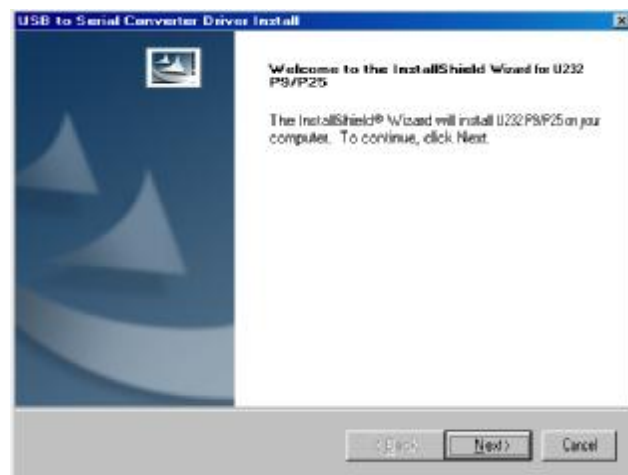 USB to Serial Converter Driver Install
Welcome to the InstallShield Wizard for U232
P9/P25
The InstallShield® Wizard will install U232 P9/P25 on your
computer. To continue, click Next.
< Back
Next >
Cancel